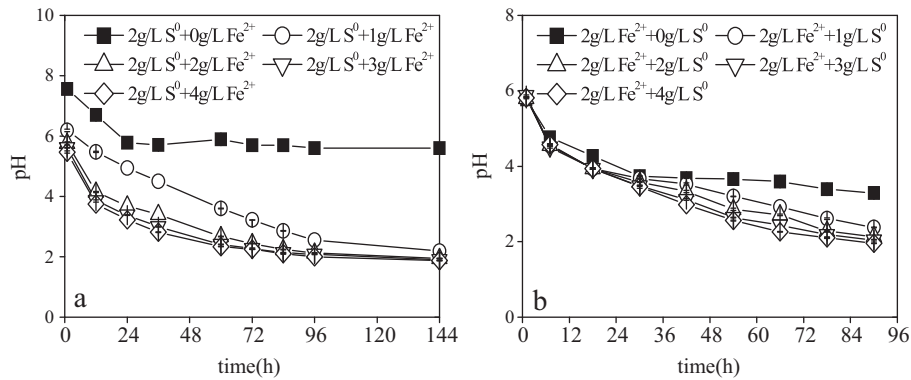 10
8
6
4
2
0
pH
2g/L S⁰+0g/L Fe²⁺ 2g/L S⁰+1g/L Fe²⁺
2g/L S⁰+2g/L Fe²⁺ 2g/L S⁰+3g/L Fe²⁺
2g/L S⁰+4g/L Fe²⁺
a
0 24 48 72 96 120 144
time(h)
8
6
4
2
0
pH
2g/L Fe²⁺+0g/L S⁰ 2g/L Fe²⁺+1g/L S⁰
2g/L Fe²⁺+2g/L S⁰ 2g/L Fe²⁺+3g/L S⁰
2g/L Fe²⁺+4g/L S⁰
b
0 12 24 36 48 60 72 84 96
time(h)